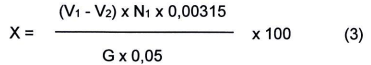 (V₁ - V₂) x N₁ x 0,00315
X = x 100 (3)
G x 0,05